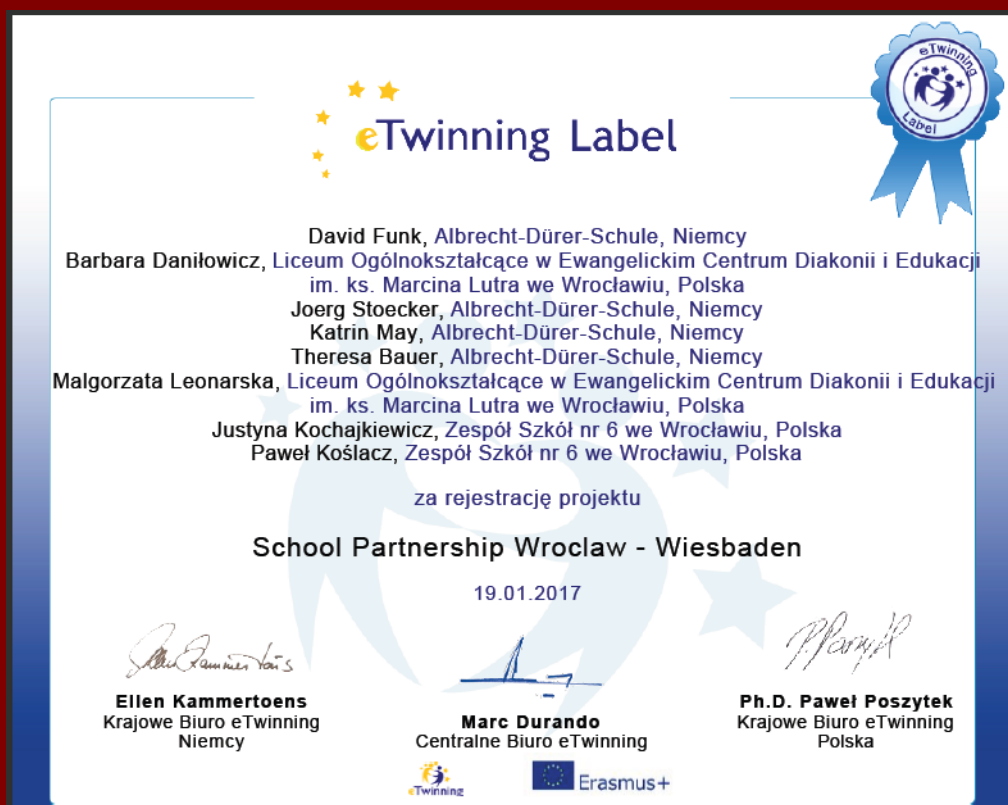 eTwinning
Label
eTwinning Label
David Funk, Albrecht-Dürer-Schule, Niemcy
Barbara Daniłowicz, Liceum Ogólnokształcące w Ewangelickim Centrum Diakonii i Edukacji
im. ks. Marcina Lutra we Wrocławiu, Polska
Joerg Stoecker, Albrecht-Dürer-Schule, Niemcy
Katrin May, Albrecht-Dürer-Schule, Niemcy
Theresa Bauer, Albrecht-Dürer-Schule, Niemcy
Malgorzata Leonarska, Liceum Ogólnokształcące w Ewangelickim Centrum Diakonii i Edukacji
im. ks. Marcina Lutra we Wrocławiu, Polska
Justyna Kochajkiewicz, Zespół Szkół nr 6 we Wrocławiu, Polska
Paweł Koślacz, Zespół Szkół nr 6 we Wrocławiu, Polska
za rejestrację projektu
School Partnership Wroclaw - Wiesbaden
19.01.2017
Ellen Kammertoens
Krajowe Biuro eTwinning
Niemcy
Marc Durando
Centralne Biuro eTwinning
Ph.D. Paweł Poszytek
Krajowe Biuro eTwinning
Polska
eTwinning
Erasmus+